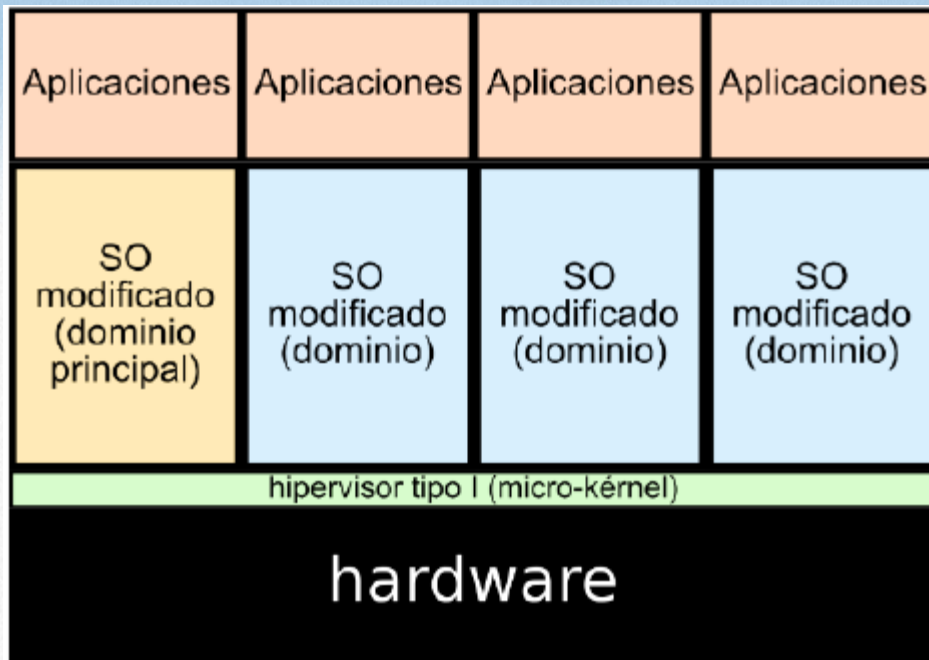 Aplicaciones
Aplicaciones
Aplicaciones
Aplicaciones
SO
modificado
(dominio
principal)
SO
modificado
(dominio)
SO
modificado
(dominio)
SO
modificado
(dominio)
hipervisor tipo I (micro-kérnel)
hardware